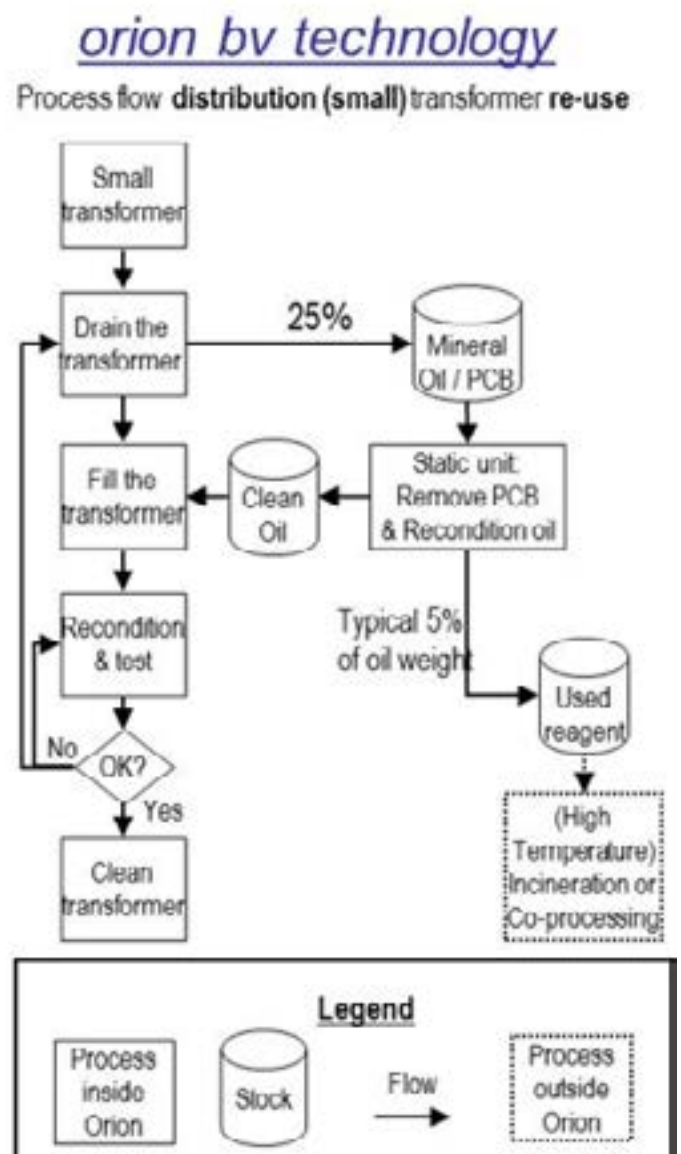 orion bv technology
Process flow distribution (small) transformer re-use
Small
transformer
Drain the
transformer
25%
Mineral
Oil / PCB
Fill the
transformer
Clean
Oil
Static unit:
Remove PCB
& Recondition oil
Recondition
& test
Typical 5%
of oil weight
Used
reagent
No
OK?
Yes
(High
Temperature)
Incineration or
Co-processing
Clean
transformer
Legend
Process
inside
Orion
Stock
Flow
Process
outside
Orion